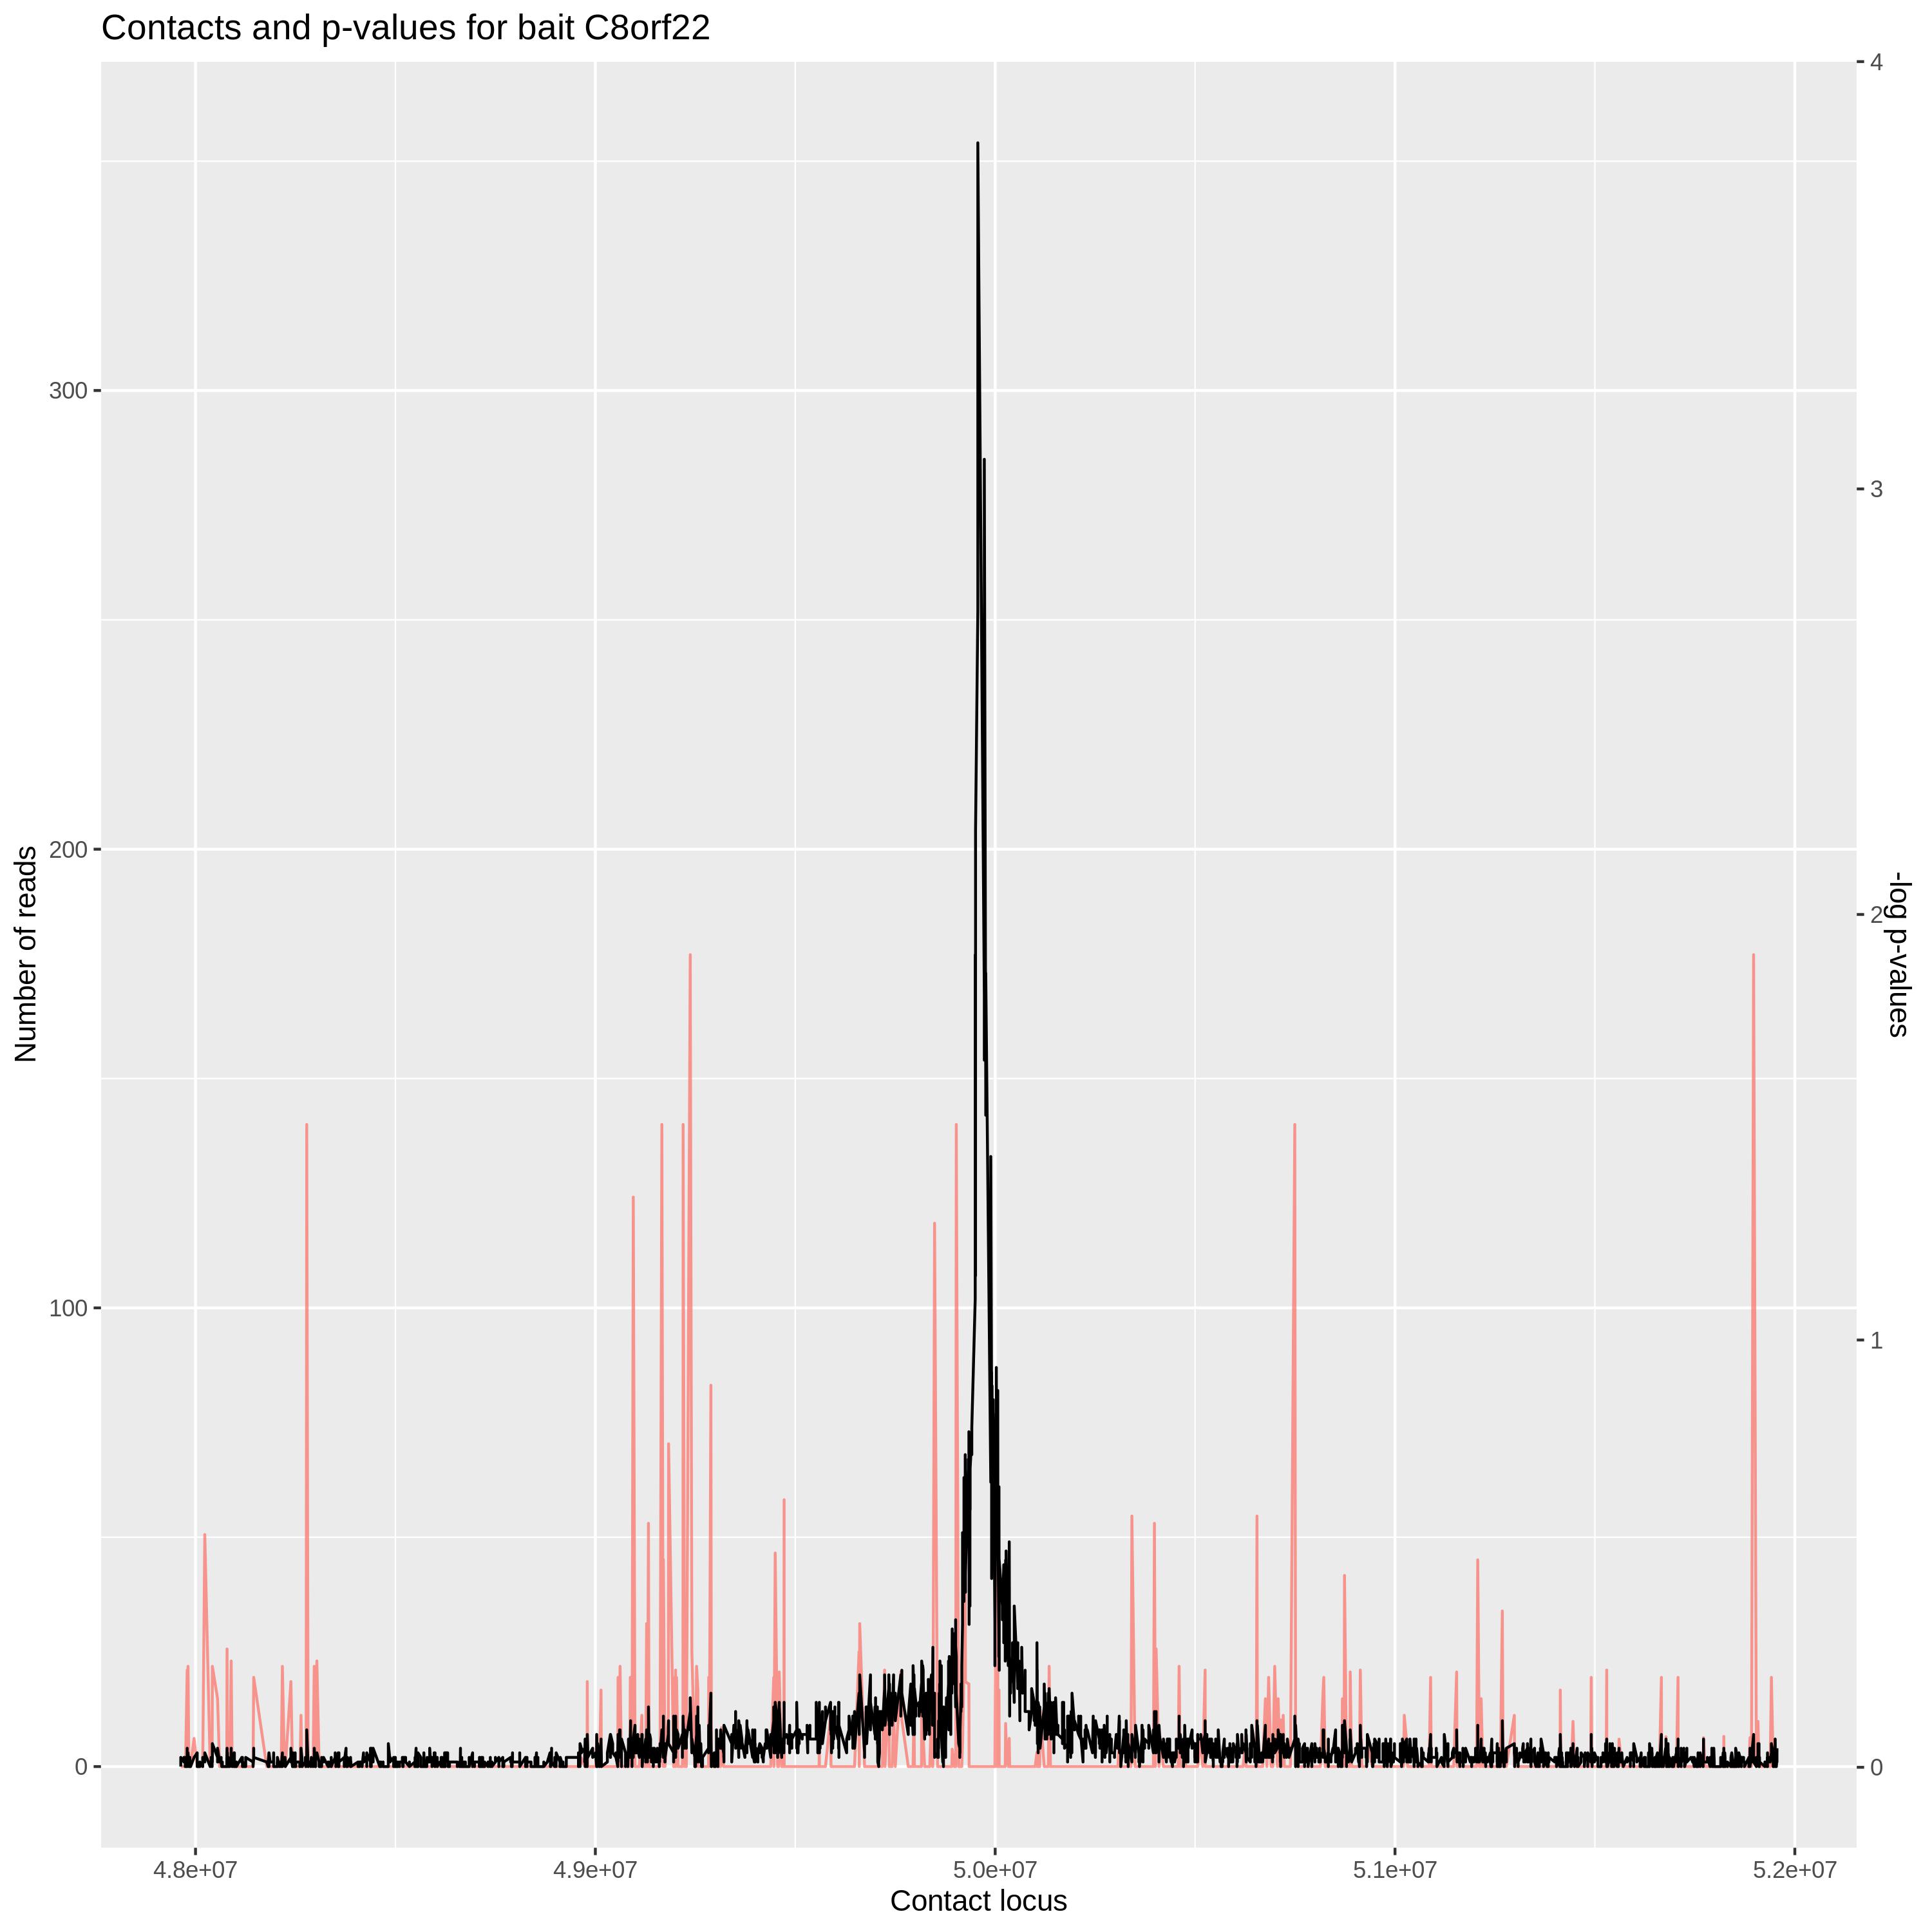 Contacts and p-values for bait C8orf22
4
3
2
1
0
300
200
100
0
Number of reads
-log p-values
4.8e+07 4.9e+07 5.0e+07 5.1e+07 5.2e+07
Contact locus